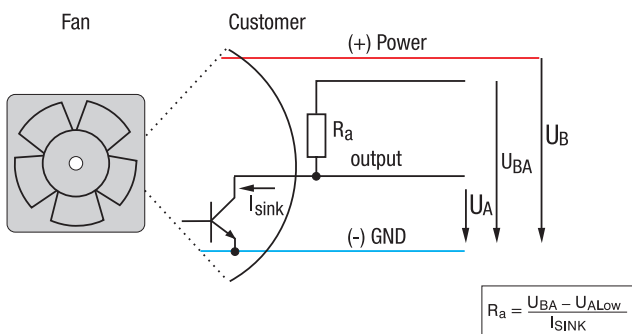 Fan
Customer
(+) Power
Ra
output
Isink
UA
UBA
UB
(-) GND
Ra = UBA – UALow
ISINK